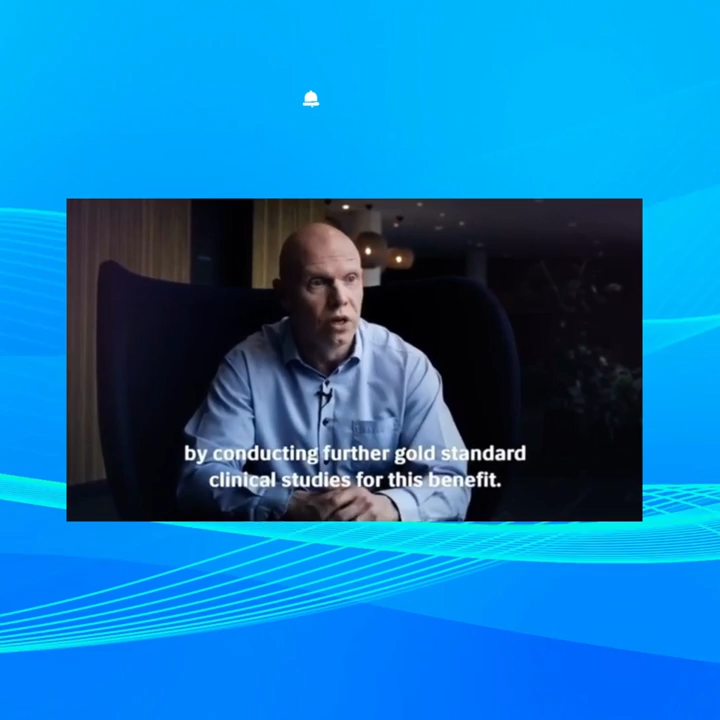 by conducting further gold standard
clinical studies for this benefit.